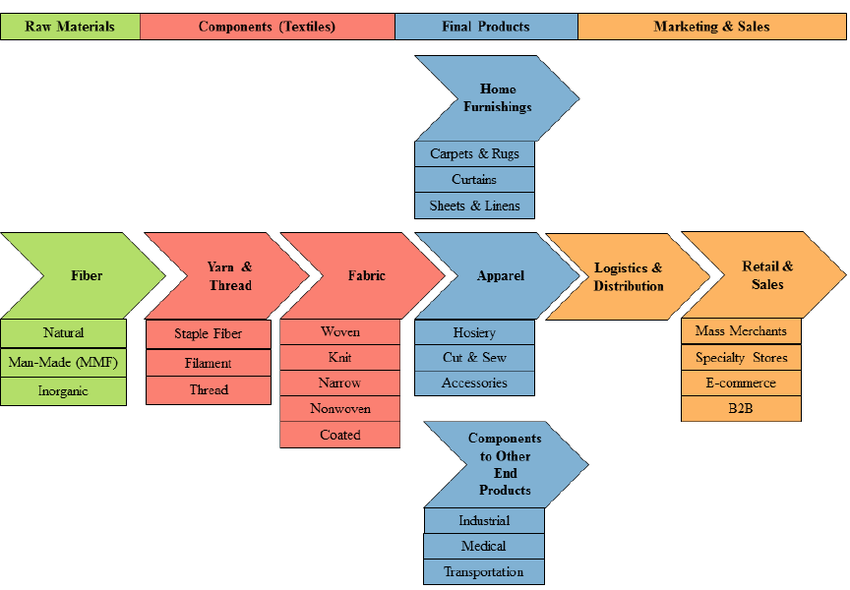 Raw Materials
Components (Textiles)
Final Products
Marketing & Sales
Home
Furnishings
Carpets & Rugs
Curtains
Sheets & Linens
Fiber
Natural
Man-Made (MMF)
Inorganic
Yarn &
Thread
Staple Fiber
Filament
Thread
Fabric
Woven
Knit
Narrow
Nonwoven
Coated
Apparel
Hosiery
Cut & Sew
Accessories
Logistics &
Distribution
Retail &
Sales
Mass Merchants
Specialty Stores
E-commerce
B2B
Components
to Other
End
Products
Industrial
Medical
Transportation